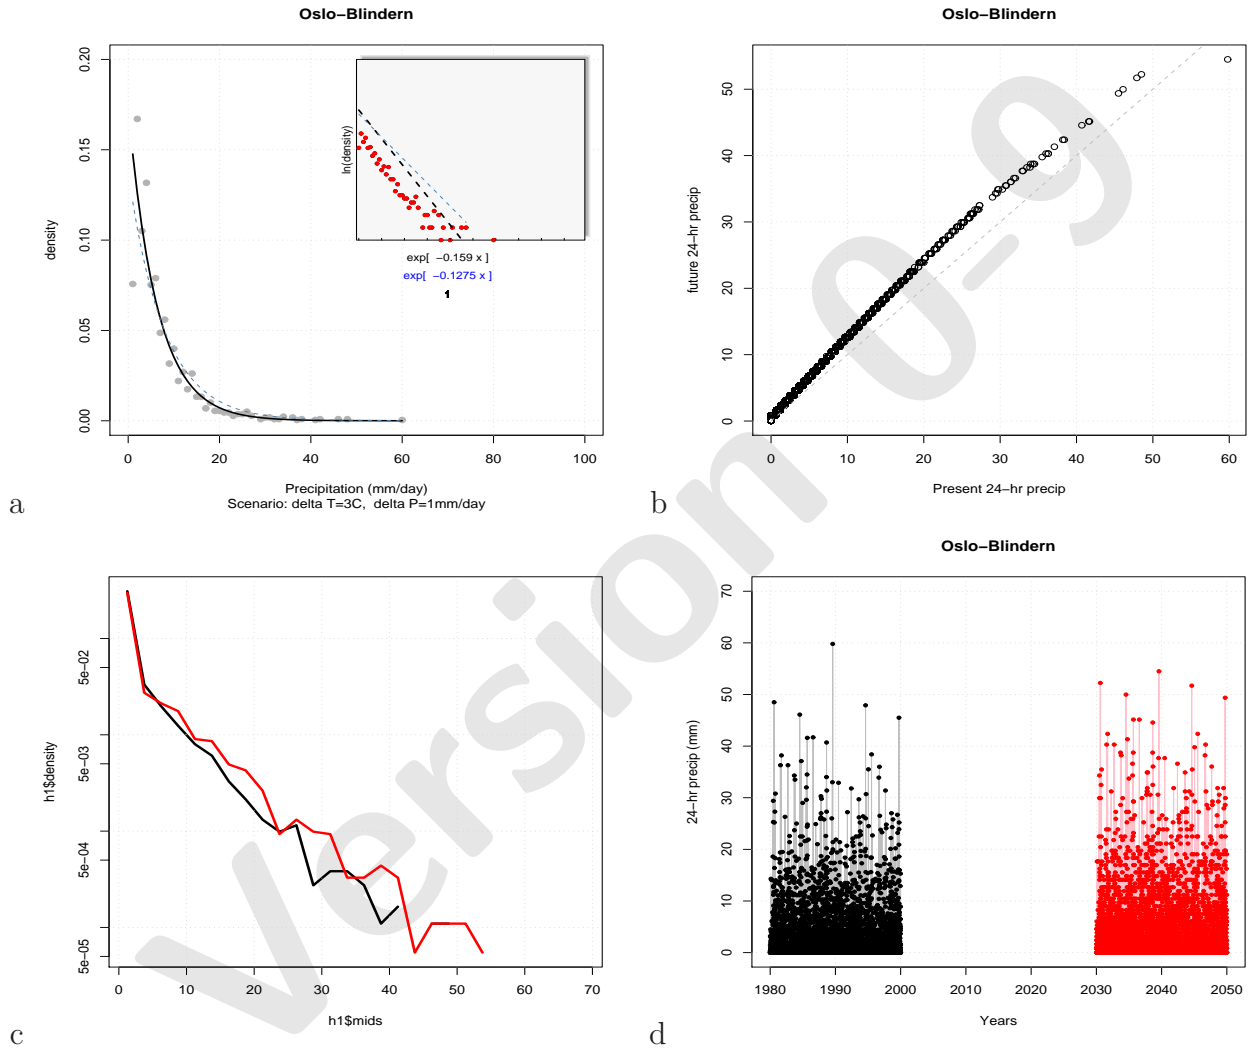 Oslo−Blindern
density
0.00
0.05
0.10
0.15
0.20
ln(density)
exp[ −0.159 x ]
exp[ −0.1275 x ]
0 20 40 60 80 100
Precipitation (mm/day)
Scenario: delta T=3C, delta P=1mm/day
a
Oslo−Blindern
future 24−hr precip
0
10
20
30
40
50
0 10 20 30 40 50 60
Present 24−hr precip
b
h1$density
5e−05
5e−04
5e−03
5e−02
0 10 20 30 40 50 60 70
h1$mids
c
Oslo−Blindern
24−hr precip (mm)
0
10
20
30
40
50
60
70
1980 1990 2000 2010 2020 2030 2040 2050
Years
d
Version 0−9